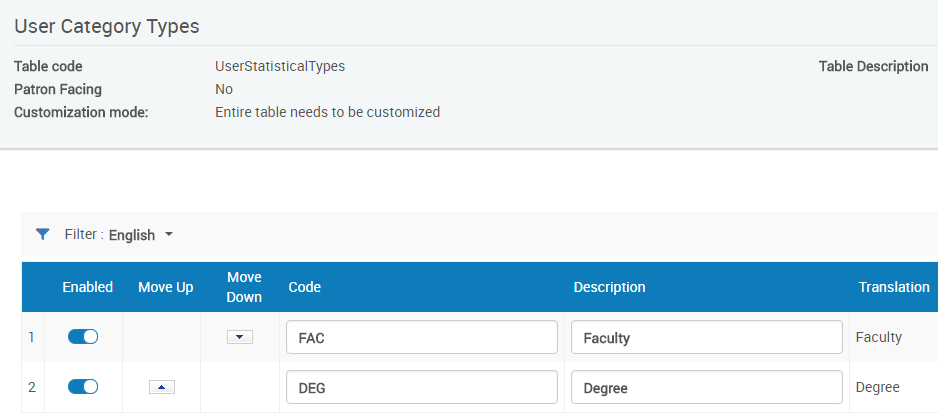 User Category Types
Table code UserStatisticalTypes Table Description
Patron Facing No
Customization mode: Entire table needs to be customized
Filter : English
Enabled Move Up Move Down Code Description Translation
1 FAC Faculty Faculty
2 DEG Degree Degree